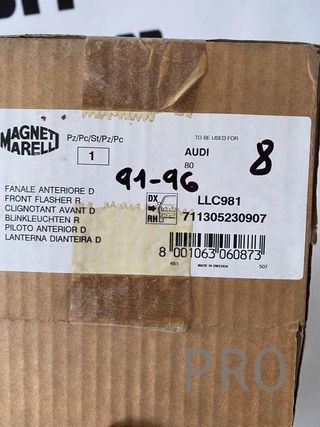 MAGNETI
MARELLI
Pz/Pc/St/Pz/Pc
1
TO BE USED FOR
AUDI
80
8
91-96
FANALE ANTERIORE D
FRONT FLASHER R
CLIGNOTANT AVANT D
BLINKLEUCHTEN R
PILOTO ANTERIOR D
LANTERNA DIANTEIRA D
DX
RH
LLC981
711305230907
8 001063 060873
481
MADE IN SWEDEN
507
PRO